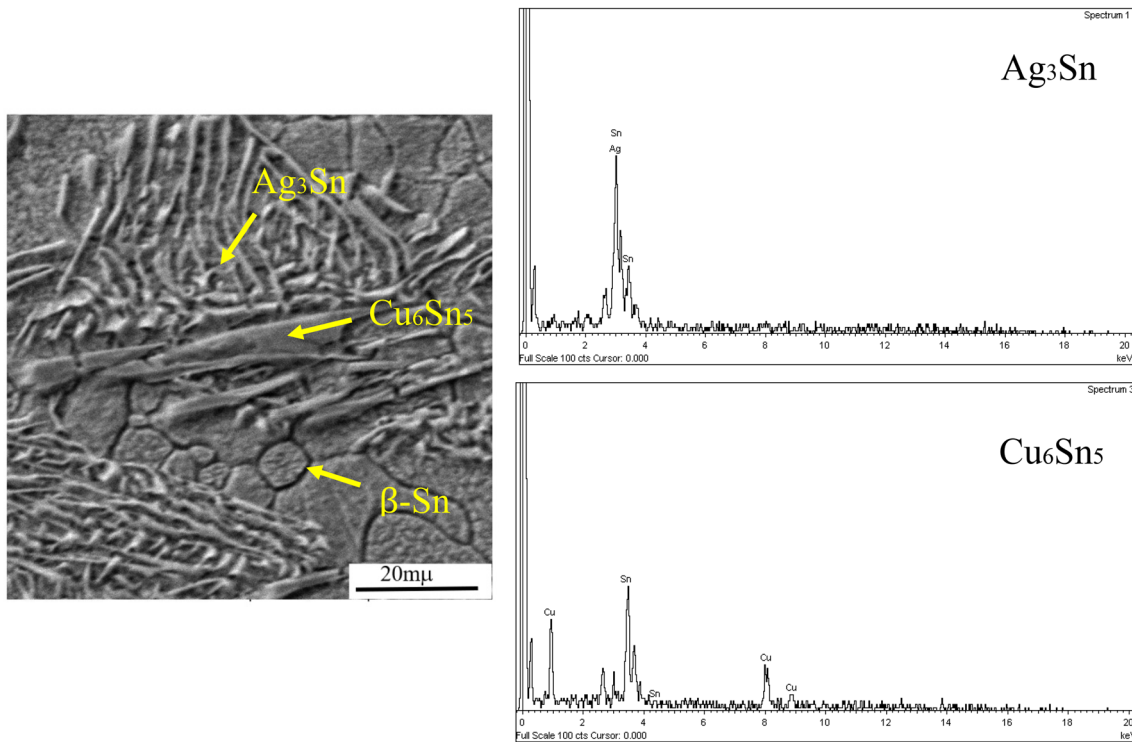 Ag₃Sn
Cu₆Sn₅
β-Sn
20mμ
Spectrum 1
Ag₃Sn
Sn
Ag
Sn
0 2 4 6 8 10 12 14 16 18 20
Full Scale 100 cts Cursor: 0.000 keV
Spectrum 3
Cu₆Sn₅
Sn
Cu
Cu
Cu
Sn
0 2 4 6 8 10 12 14 16 18 20
Full Scale 100 cts Cursor: 0.000 keV